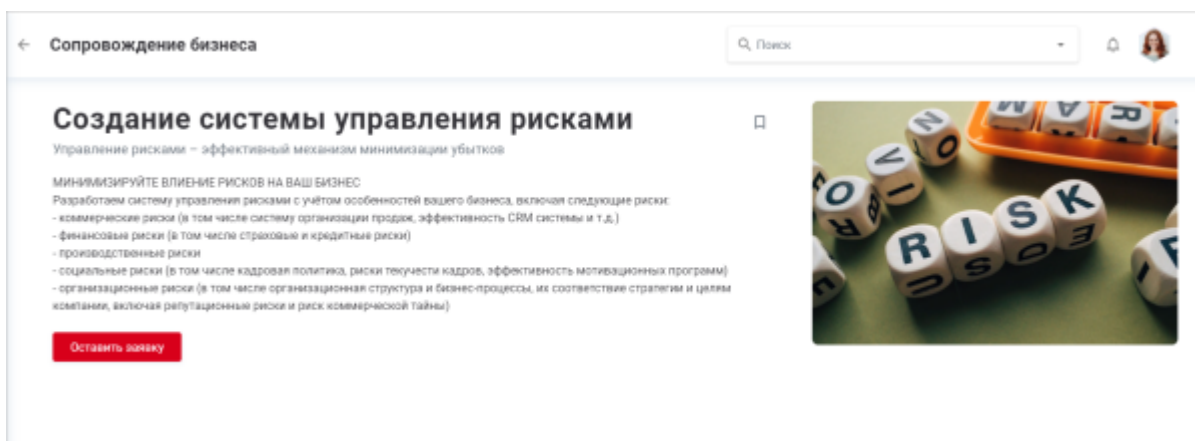 Сопровождение бизнеса
Поиск
Создание системы управления рисками
Управление рисками – эффективный механизм минимизации убытков
МИНИМИЗИРУЙТЕ ВЛИЕНИЕ РИСКОВ НА ВАШ БИЗНЕС
Разработаем систему управления рисками с учётом особенностей вашего бизнеса, включая следующие риски:
- коммерческие риски (в том числе систему организации продаж, эффективность CRM системы и т.д.)
- финансовые риски (в том числе страховые и кредитные риски)
- производственные риски
- социальные риски (в том числе кадровая политика, риски текучести кадров, эффективность мотивационных программ)
- организационные риски (в том числе организационная структура и бизнес-процессы, их соответствие стратегии и целям
компании, включая репутационные риски и риск коммерческой тайны)
Оставить заявку
RISK